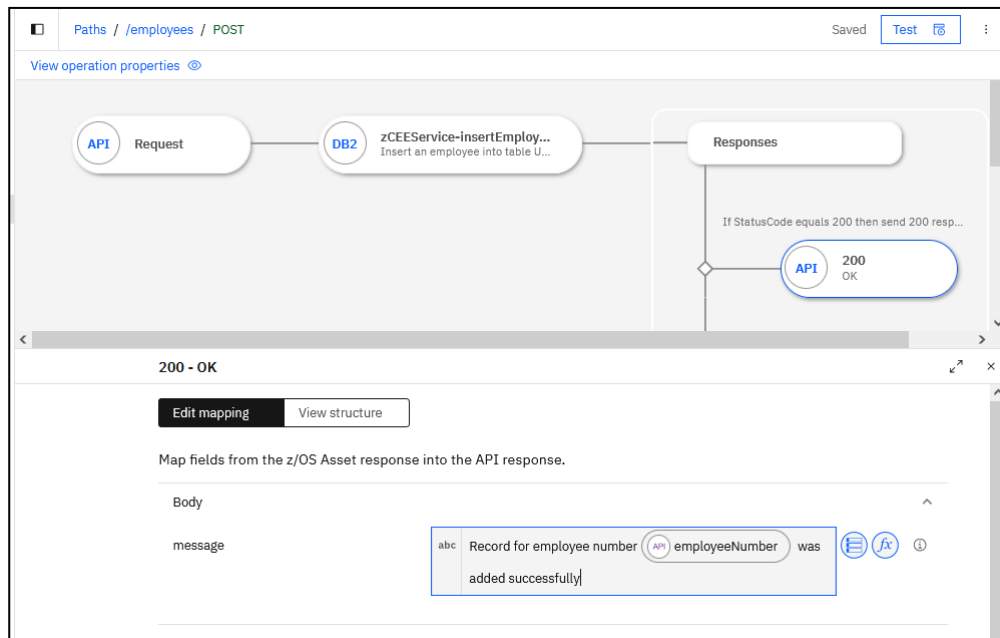 Paths / /employees / POST
Saved
Test
View operation properties
API
Request
DB2
zCEEService-insertEmploy...
Insert an employee into table U...
Responses
If StatusCode equals 200 then send 200 resp...
API
200
OK
200 - OK
Edit mapping
View structure
Map fields from the z/OS Asset response into the API response.
Body
message
abc
Record for employee number API employeeNumber was
added successfully
fx